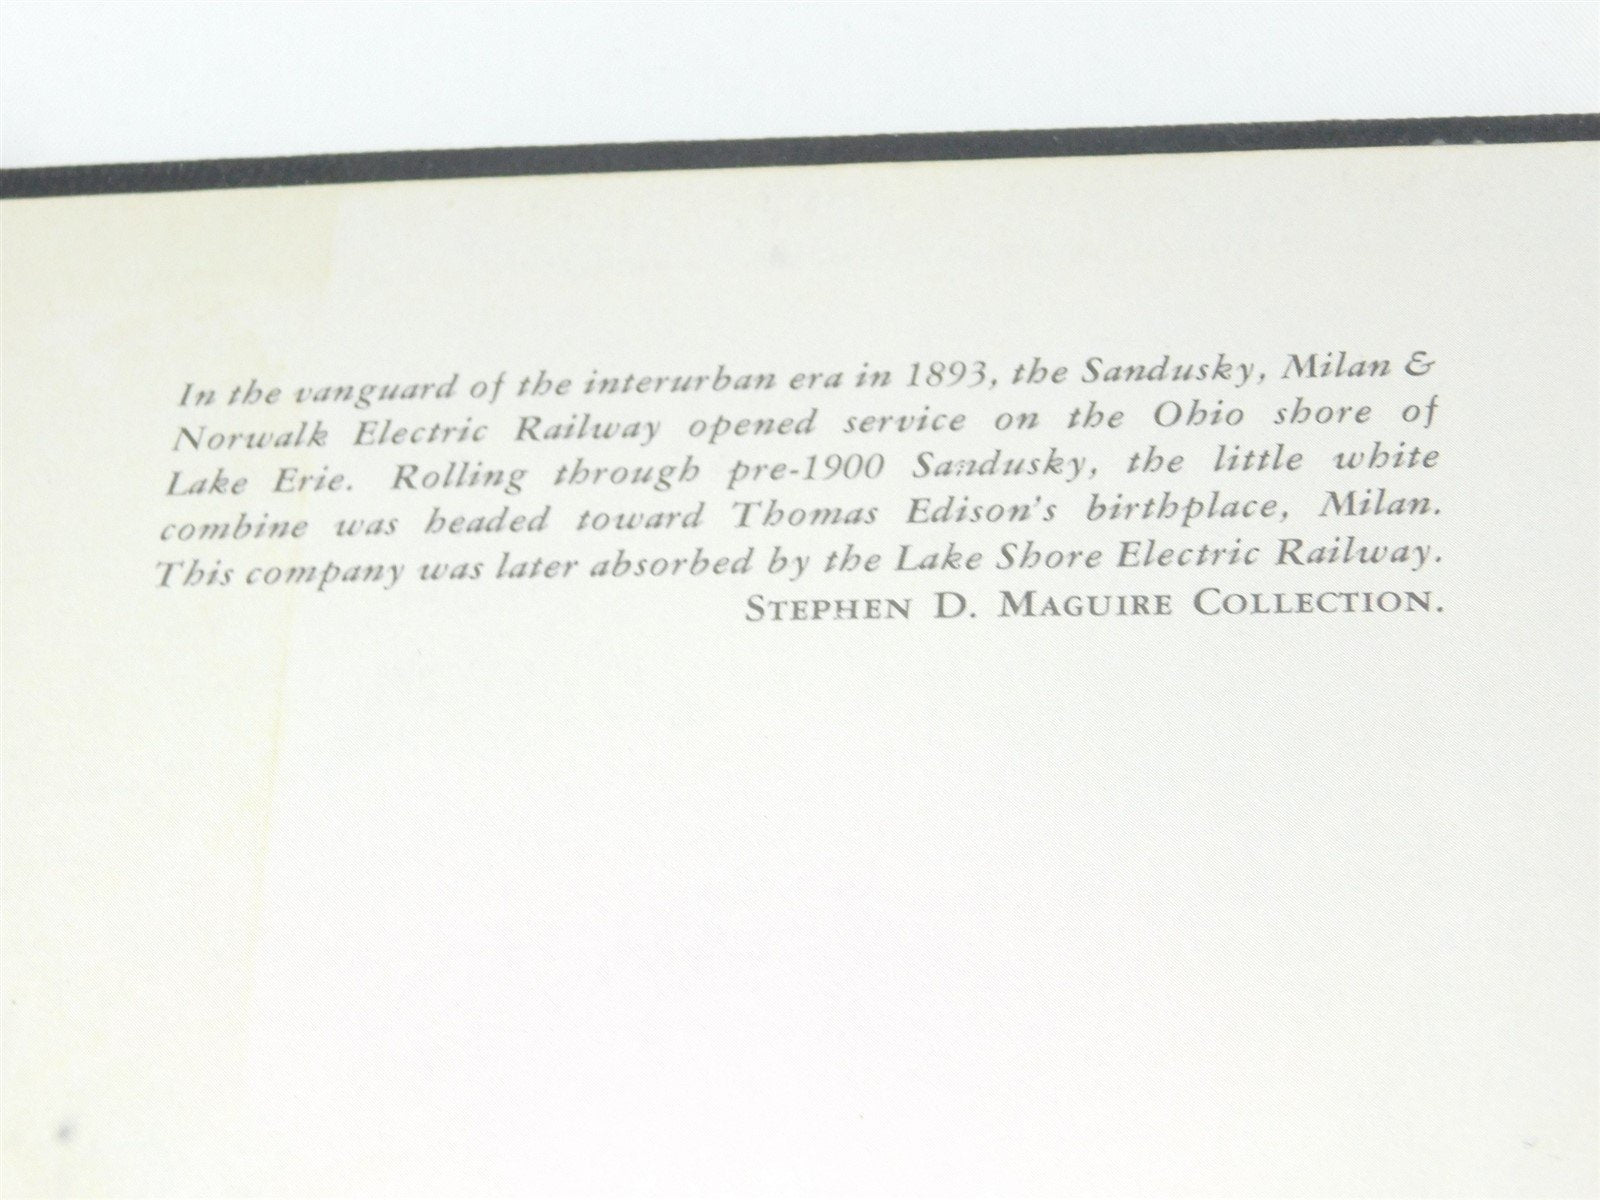 In the vanguard of the interurban era in 1893, the Sandusky, Milan &
Norwalk Electric Railway opened service on the Ohio shore of
Lake Erie. Rolling through pre-1900 Sandusky, the little white
combine was headed toward Thomas Edison's birthplace, Milan.
This company was later absorbed by the Lake Shore Electric Railway.
STEPHEN D. MAGUIRE COLLECTION.